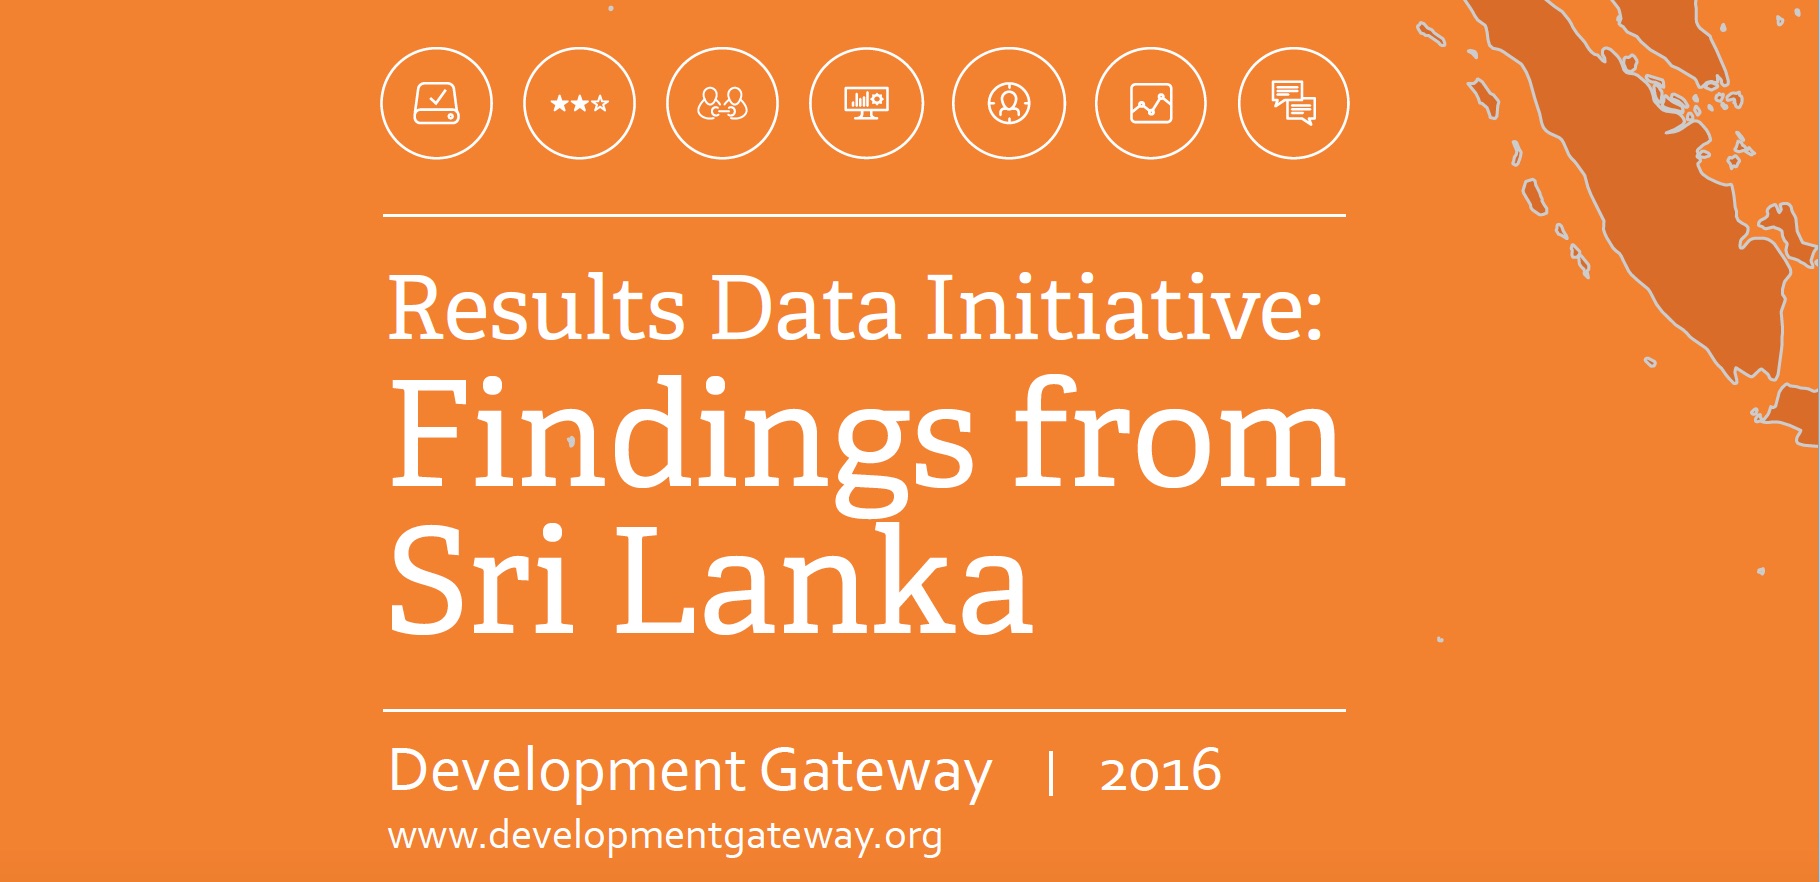 Results Data Initiative:
Findings from
Sri Lanka
Development Gateway | 2016
www.developmentgateway.org